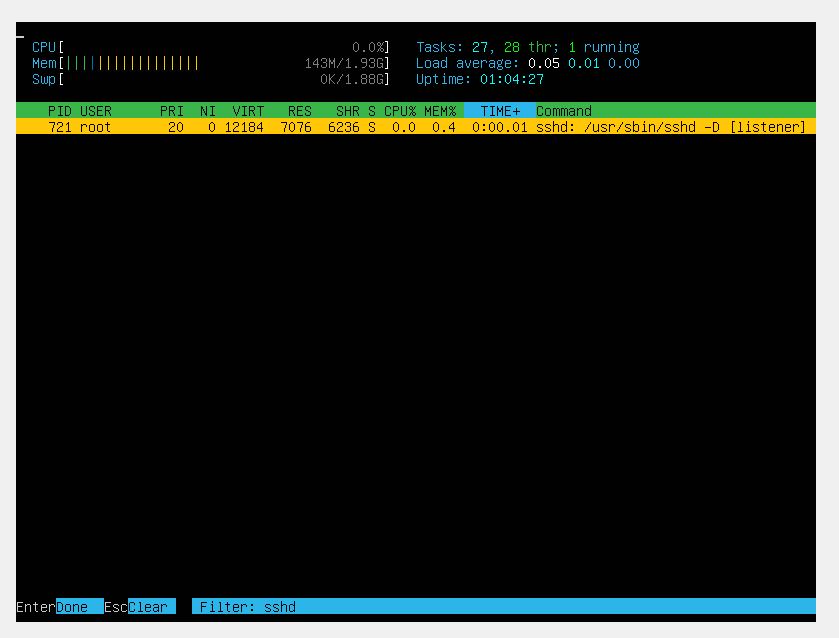 CPU[ 0.0%] Tasks: 27, 28 thr; 1 running
Mem[||||||||||||||||| 143M/1.93G] Load average: 0.05 0.01 0.00
Swp[ 0K/1.88G] Uptime: 01:04:27
PID USER PRI NI VIRT RES SHR S CPU% MEM% TIME+ Command
721 root 20 0 12184 7076 6236 S 0.0 0.4 0:00.01 sshd: /usr/sbin/sshd -D [listener]
EnterDone EscClear Filter: sshd